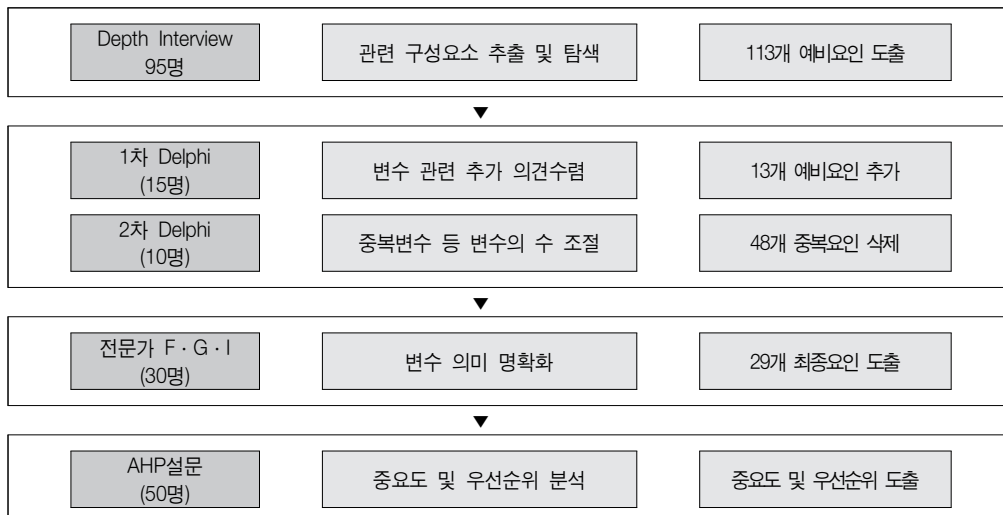 Depth Interview
95명
관련 구성요소 추출 및 탐색
113개 예비요인 도출
▼
1차 Delphi
(15명)
변수 관련 추가 의견수렴
13개 예비요인 추가
2차 Delphi
(10명)
중복변수 등 변수의 수 조절
48개 중복요인 삭제
▼
전문가 F · G · I
(30명)
변수 의미 명확화
29개 최종요인 도출
▼
AHP설문
(50명)
중요도 및 우선순위 분석
중요도 및 우선순위 도출